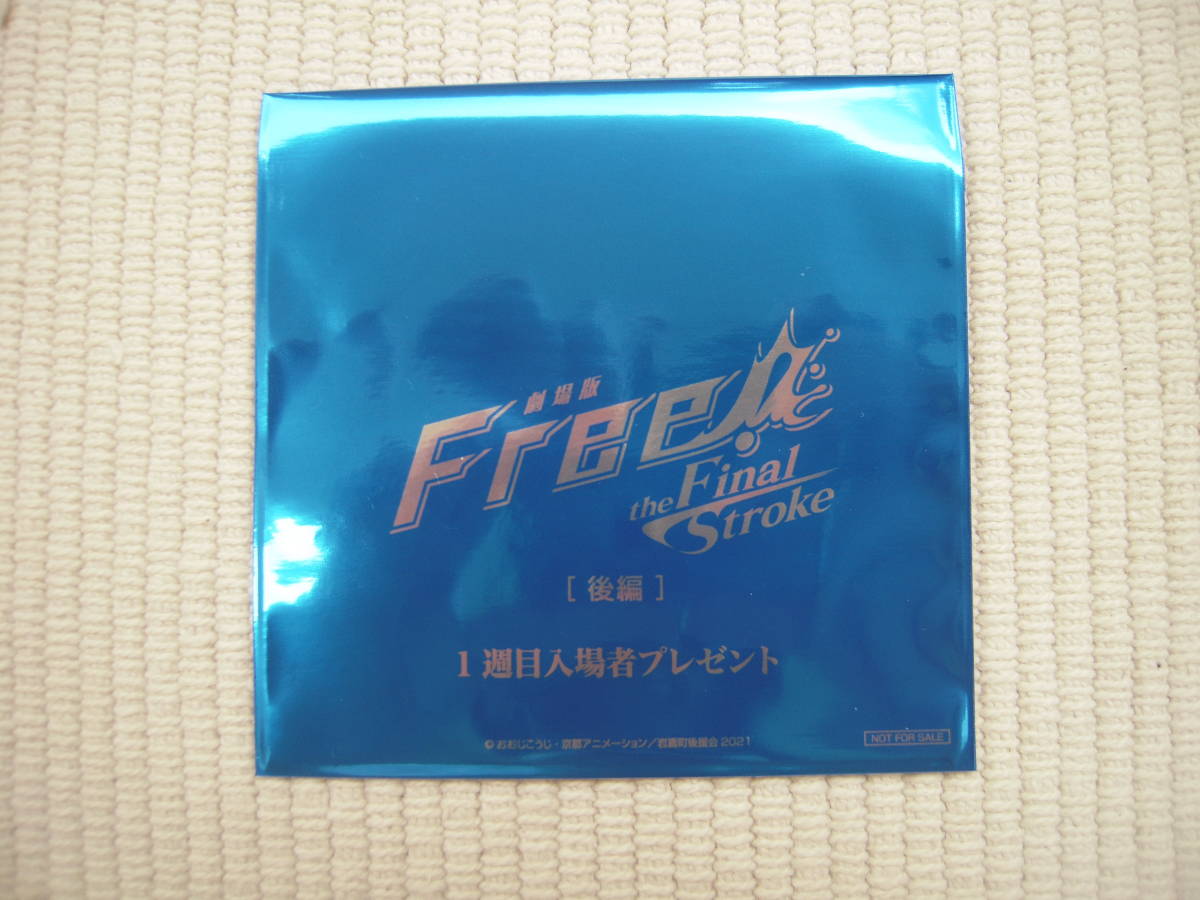 劇場版
Free!
the Final
Stroke
[ 後編 ]
1週目入場者プレゼント
© おおじこうじ・京都アニメーション/岩鳶町後援会 2021
NOT FOR SALE